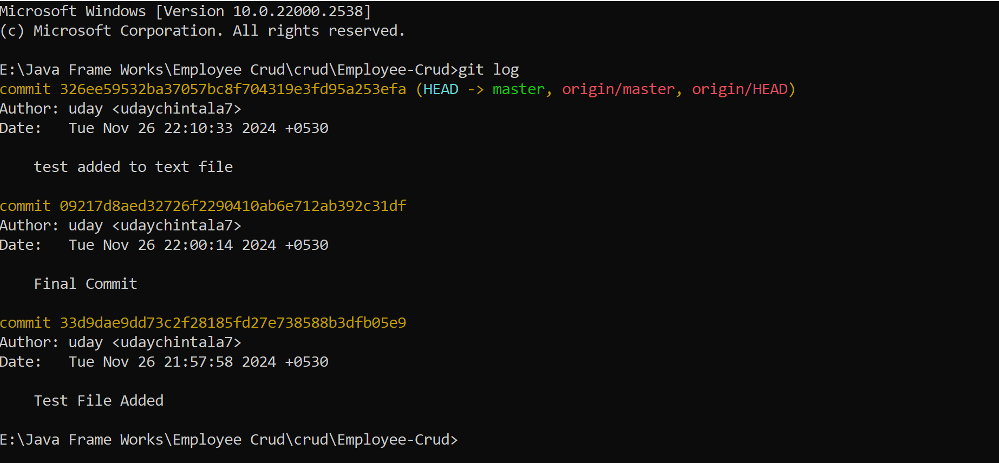 Microsoft Windows [Version 10.0.22000.2538]
(c) Microsoft Corporation. All rights reserved.
E:\Java Frame Works\Employee Crud\crud\Employee-Crud>git log
commit 326ee59532ba37057bc8f704319e3fd95a253efa (HEAD -> master, origin/master, origin/HEAD)
Author: uday <udaychintala7>
Date:   Tue Nov 26 22:10:33 2024 +0530
    test added to text file
commit 09217d8aed32726f2290410ab6e712ab392c31df
Author: uday <udaychintala7>
Date:   Tue Nov 26 22:00:14 2024 +0530
    Final Commit
commit 33d9dae9dd73c2f28185fd27e738588b3dfb05e9
Author: uday <udaychintala7>
Date:   Tue Nov 26 21:57:58 2024 +0530
    Test File Added
E:\Java Frame Works\Employee Crud\crud\Employee-Crud>